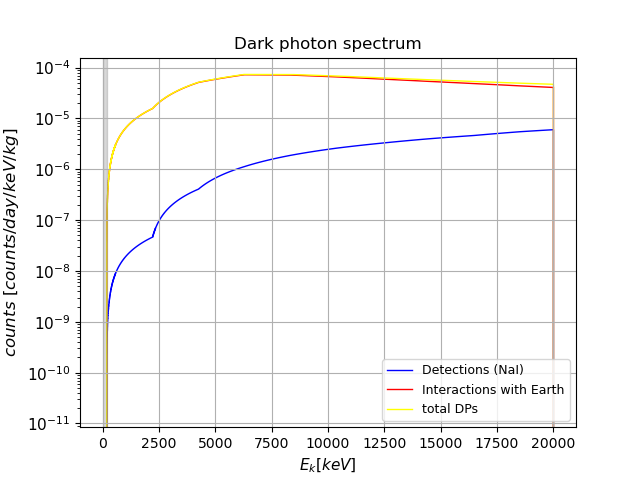 Dark photon spectrum
counts [counts/day/keV/kg]
10⁻⁴
10⁻⁵
10⁻⁶
10⁻⁷
10⁻⁸
10⁻⁹
10⁻¹⁰
10⁻¹¹
Detections (NaI)
Interactions with Earth
total DPs
0 2500 5000 7500 10000 12500 15000 17500 20000
E_k[keV]